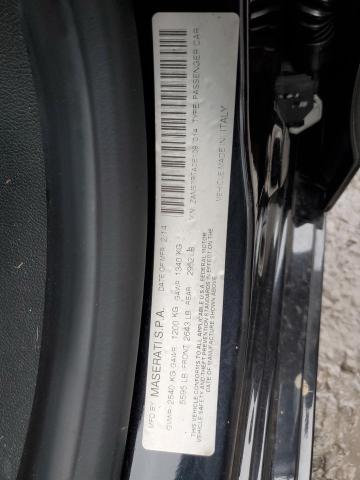 MFD BY: MASERATI S.P.A. DATE OF MFR: 2-14
GVWR: 2540 KG GAWR 1200 KG GAWR 1340 KG
5595 LB FRONT 2643 LB REAR 2952 LB
THIS VEHICLE CONFORMS TO ALL APPLICABLE U.S.A. FEDERAL MOTOR
VEHICLE SAFETY AND THEFT PREVENTION STANDARDS IN EFFECT ON THE
DATE OF MANUFACTURE SHOWN ABOVE.
VIN: TYPE: PASSENGER CAR
VEHICLE MADE IN: ITALY